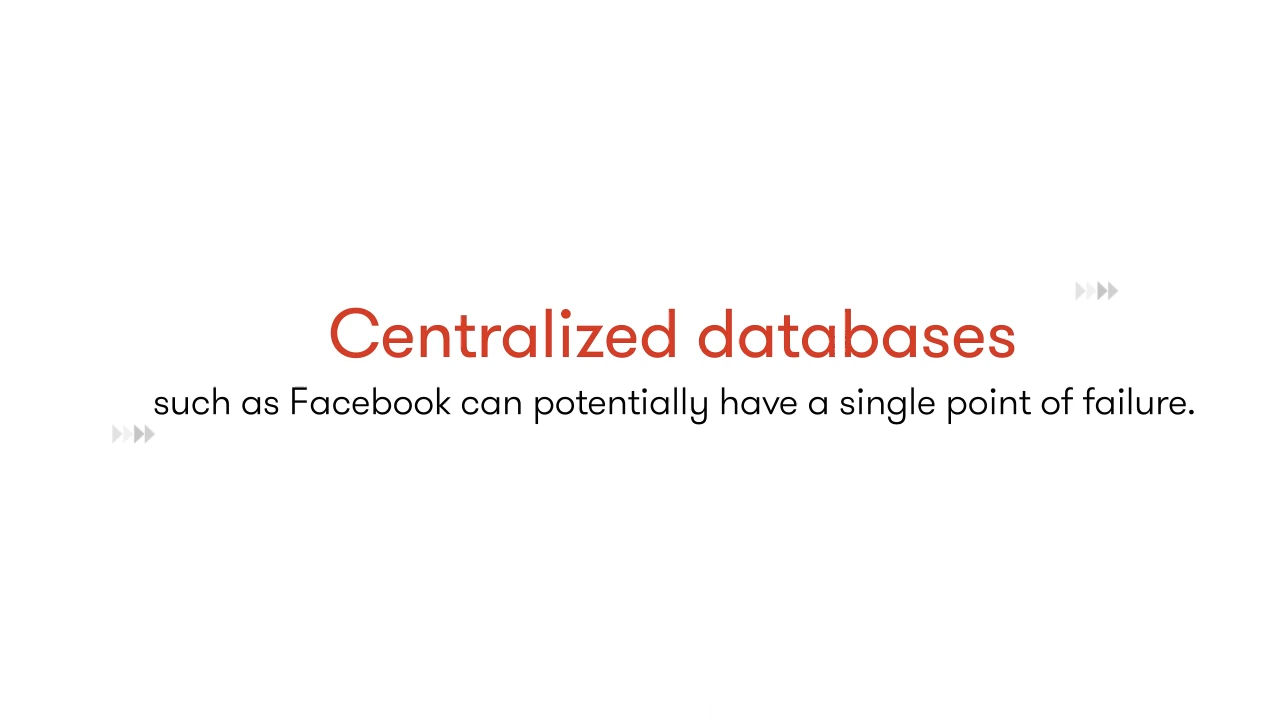 Centralized databases
such as Facebook can potentially have a single point of failure.